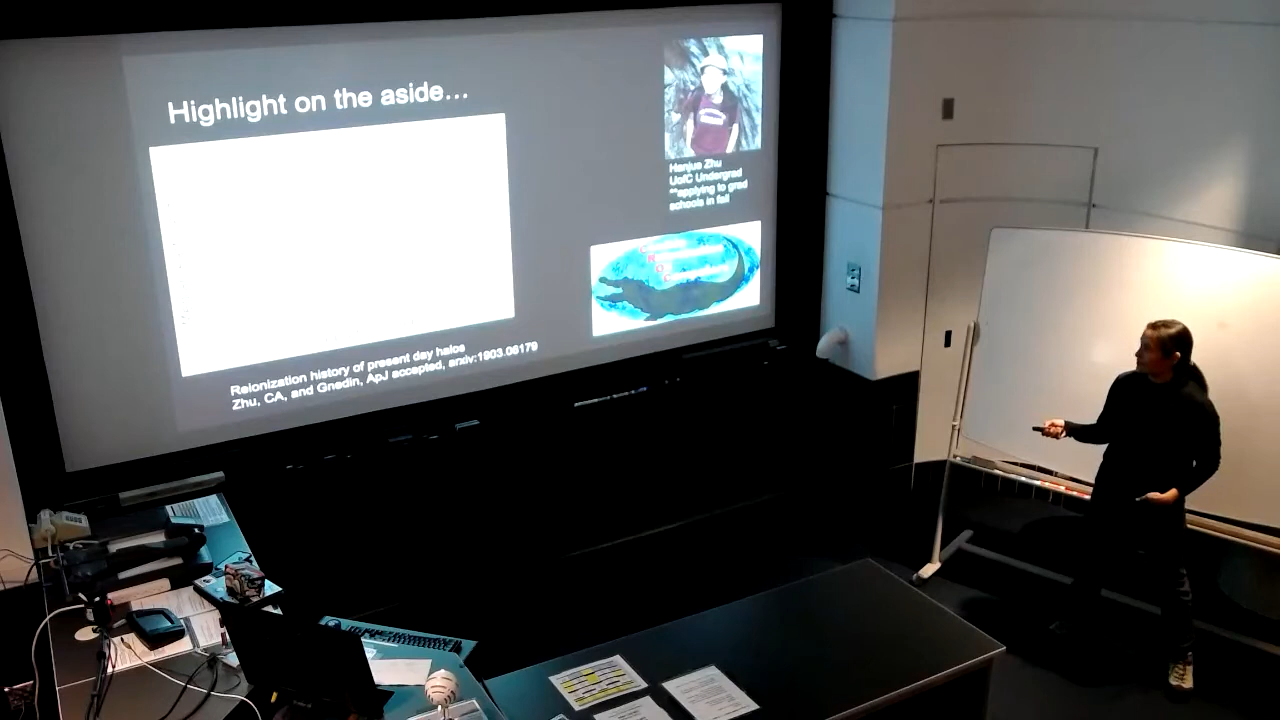 Highlight on the aside...
Hanjue Zhu
UofC Undergrad
**applying to grad
schools in fall
Reionization history of present day halos
Zhu, CA, and Gnedin, ApJ accepted, arxiv:1903.08179